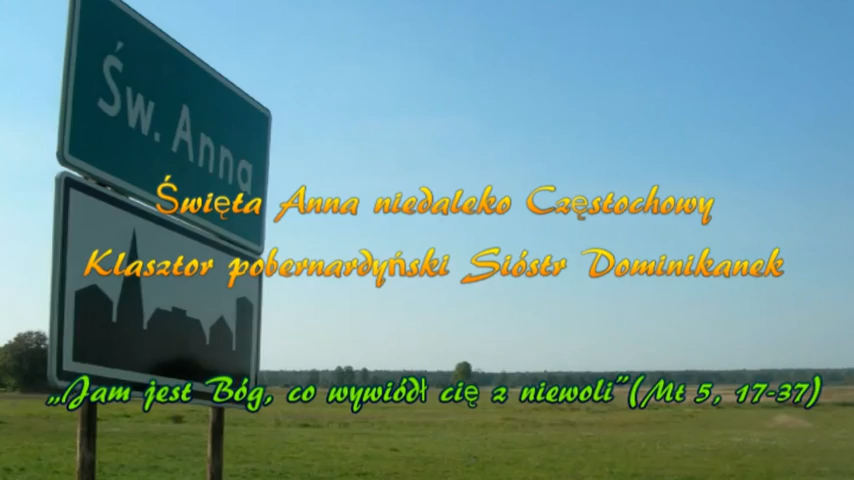 Św. Anna
Święta Anna niedaleko Częstochowy
Klasztor pobernardyński Sióstr Dominikanek
„Jam jest Bóg, co wywiódł cię z niewoli”(Mt 5, 17-37)